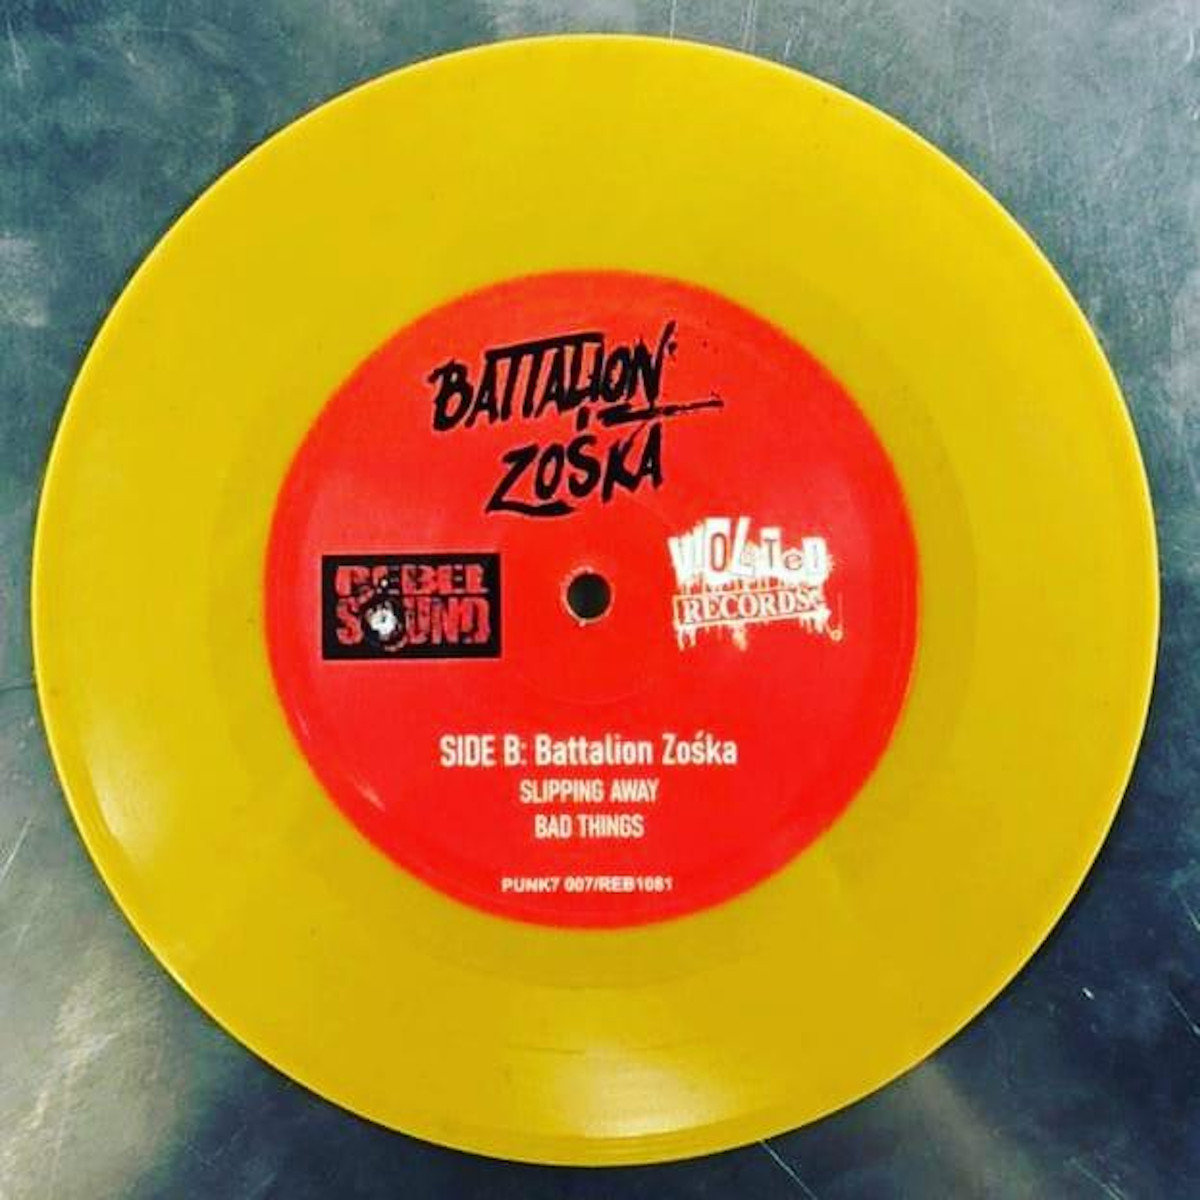 BATTALION
ZOŚKA
REBEL
SOUND
VIOLATED
RECORDS
SIDE B: Battalion Zośka
SLIPPING AWAY
BAD THINGS
PUNK7 007/REB1081